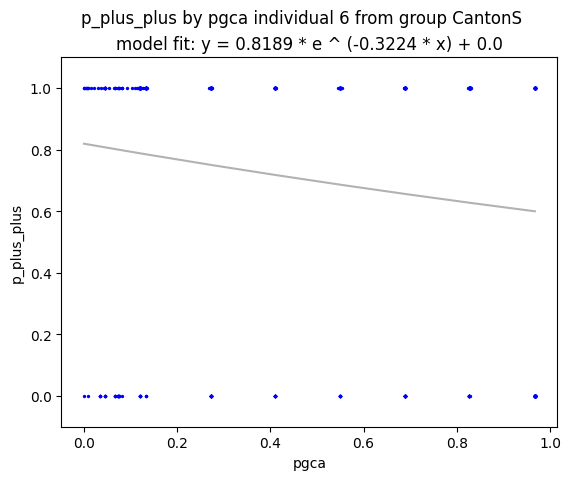 p_plus_plus by pgca individual 6 from group CantonS
model fit: y = 0.8189 * e ^ (-0.3224 * x) + 0.0
1.0
0.8
0.6
0.4
0.2
0.0
p_plus_plus
0.0 0.2 0.4 0.6 0.8 1.0
pgca